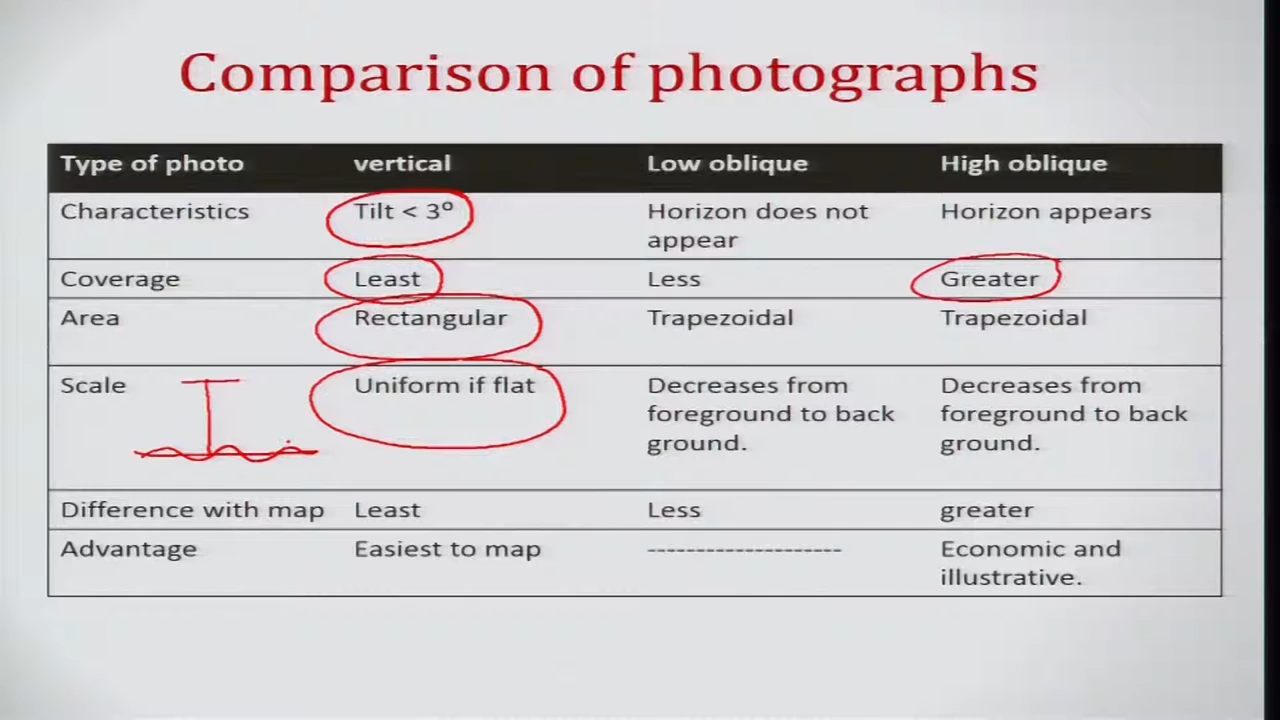 Comparison of photographs
Type of photo vertical Low oblique High oblique
Characteristics Tilt < 3º Horizon does not appear Horizon appears
Coverage Least Less Greater
Area Rectangular Trapezoidal Trapezoidal
Scale Uniform if flat Decreases from foreground to back ground. Decreases from foreground to back ground.
Difference with map Least Less greater
Advantage Easiest to map -------------------- Economic and illustrative.